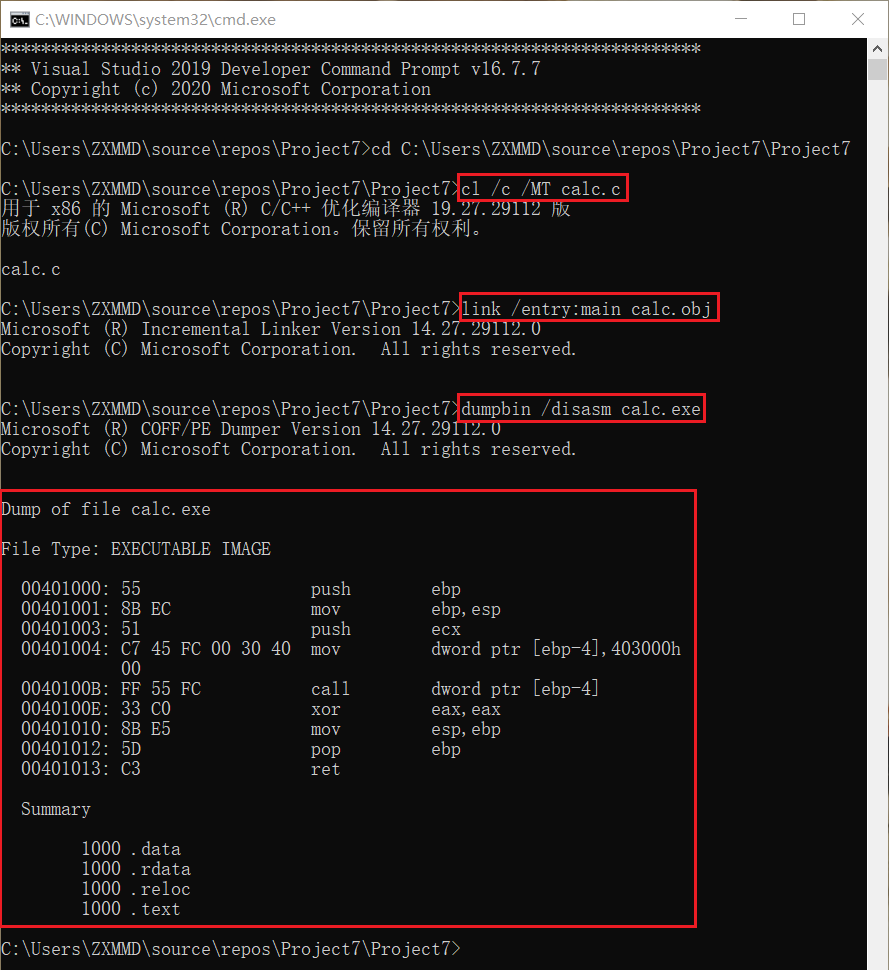 C:\WINDOWS\system32\cmd.exe
**********************************************************************
** Visual Studio 2019 Developer Command Prompt v16.7.7
** Copyright (c) 2020 Microsoft Corporation
**********************************************************************
C:\Users\ZXMMD\source\repos\Project7>cd C:\Users\ZXMMD\source\repos\Project7\Project7
C:\Users\ZXMMD\source\repos\Project7\Project7>cl /c /MT calc.c
用于 x86 的 Microsoft (R) C/C++ 优化编译器 19.27.29112 版
版权所有(C) Microsoft Corporation。保留所有权利。
calc.c
C:\Users\ZXMMD\source\repos\Project7\Project7>link /entry:main calc.obj
Microsoft (R) Incremental Linker Version 14.27.29112.0
Copyright (C) Microsoft Corporation.  All rights reserved.
C:\Users\ZXMMD\source\repos\Project7\Project7>dumpbin /disasm calc.exe
Microsoft (R) COFF/PE Dumper Version 14.27.29112.0
Copyright (C) Microsoft Corporation.  All rights reserved.
Dump of file calc.exe
File Type: EXECUTABLE IMAGE
  00401000: 55                 push        ebp
  00401001: 8B EC              mov         ebp,esp
  00401003: 51                 push        ecx
  00401004: C7 45 FC 00 30 40  mov         dword ptr [ebp-4],403000h
            00
  0040100B: FF 55 FC           call        dword ptr [ebp-4]
  0040100E: 33 C0              xor         eax,eax
  00401010: 8B E5              mov         esp,ebp
  00401012: 5D                 pop         ebp
  00401013: C3                 ret
  Summary
        1000 .data
        1000 .rdata
        1000 .reloc
        1000 .text
C:\Users\ZXMMD\source\repos\Project7\Project7>